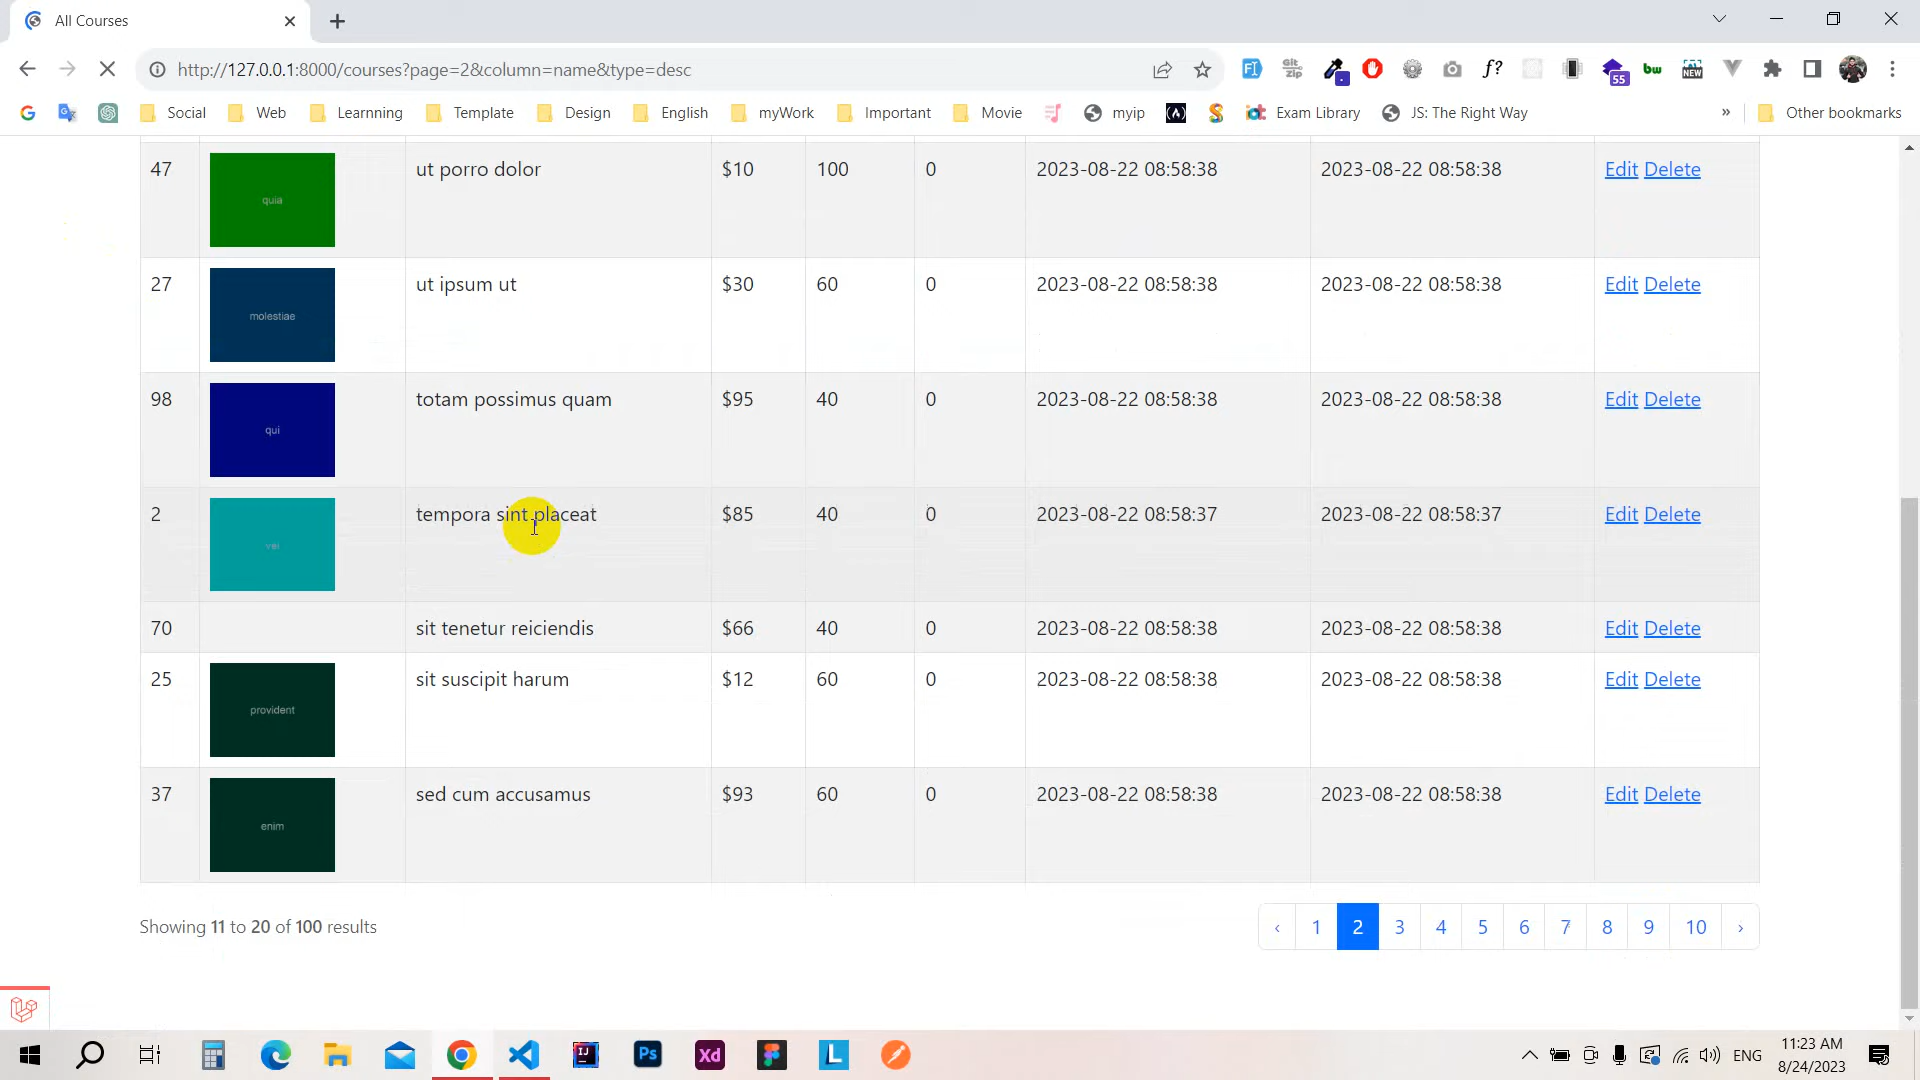 All Courses
http://127.0.0.1:8000/courses?page=2&column=name&type=desc
FI
Git zip
f?
55
bw
NEW
Social
Web
Learnning
Template
Design
English
myWork
Important
Movie
myip
Exam Library
JS: The Right Way
»
Other bookmarks
47 quia ut porro dolor $10 100 0 2023-08-22 08:58:38 2023-08-22 08:58:38 Edit Delete
27 molestiae ut ipsum ut $30 60 0 2023-08-22 08:58:38 2023-08-22 08:58:38 Edit Delete
98 qui totam possimus quam $95 40 0 2023-08-22 08:58:38 2023-08-22 08:58:38 Edit Delete
2 vel tempora sint placeat $85 40 0 2023-08-22 08:58:37 2023-08-22 08:58:37 Edit Delete
70 sit tenetur reiciendis $66 40 0 2023-08-22 08:58:38 2023-08-22 08:58:38 Edit Delete
25 provident sit suscipit harum $12 60 0 2023-08-22 08:58:38 2023-08-22 08:58:38 Edit Delete
37 enim sed cum accusamus $93 60 0 2023-08-22 08:58:38 2023-08-22 08:58:38 Edit Delete
Showing 11 to 20 of 100 results
‹ 1 2 3 4 5 6 7 8 9 10 ›
IJ
Ps
Xd
L
ENG
11:23 AM
8/24/2023